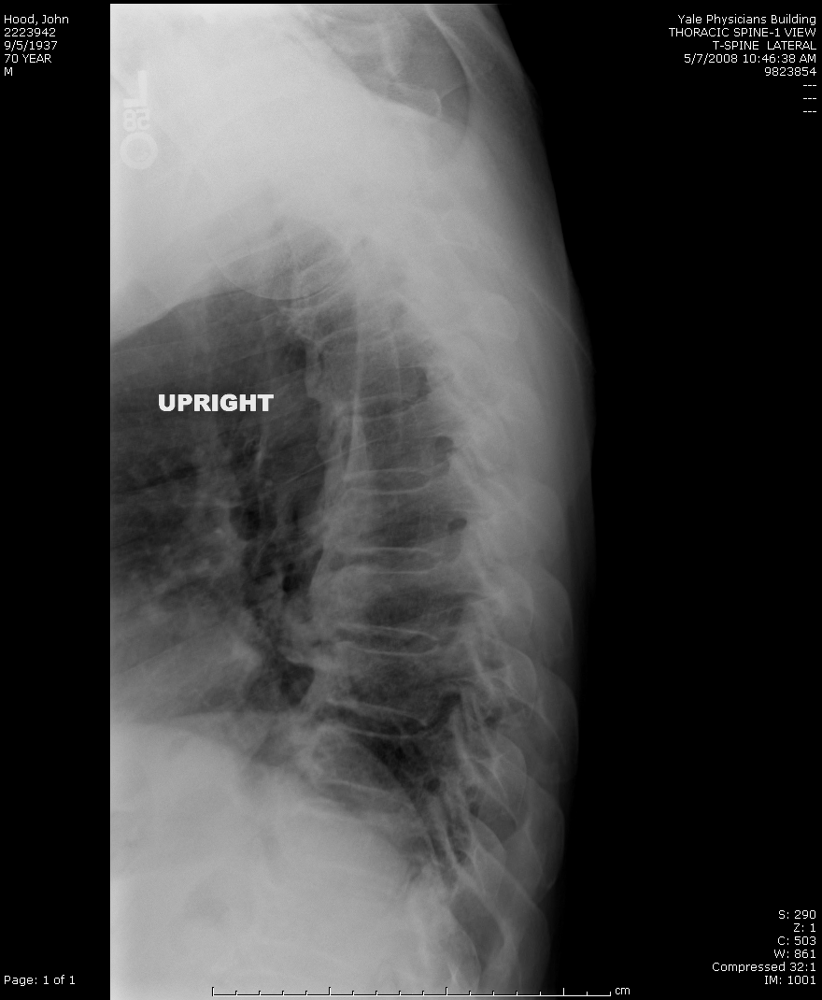 Hood, John
2223942
9/5/1937
70 YEAR
M
Yale Physicians Building
THORACIC SPINE-1 VIEW
T-SPINE LATERAL
5/7/2008 10:46:38 AM
9823854
---
---
---
UPRIGHT
S: 290
Z: 1
C: 503
W: 861
Compressed 32:1
IM: 1001
Page: 1 of 1
cm